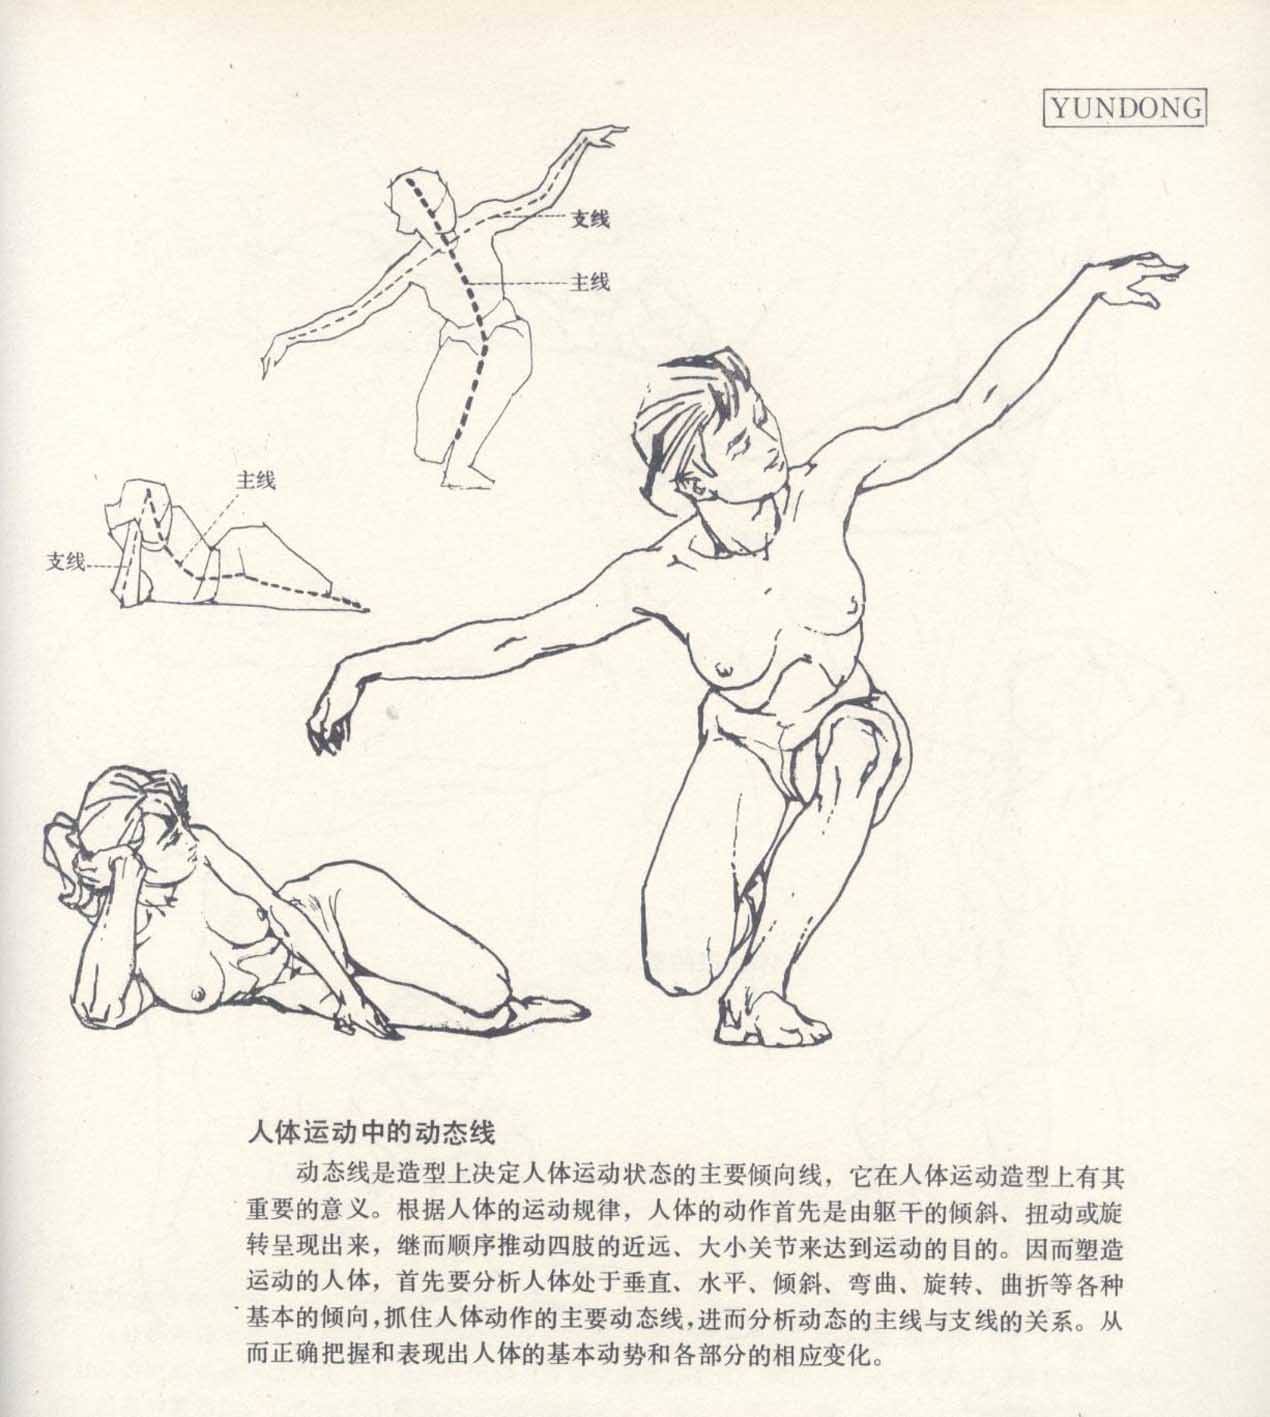 YUNDONG
支线
主线
主线
支线
人体运动中的动态线
动态线是造型上决定人体运动状态的主要倾向线，它在人体运动造型上有其
重要的意义。根据人体的运动规律，人体的动作首先是由躯干的倾斜、扭动或旋
转呈现出来，继而顺序推动四肢的近远、大小关节来达到运动的目的。因而塑造
运动的人体，首先要分析人体处于垂直、水平、倾斜、弯曲、旋转、曲折等各种
基本的倾向，抓住人体动作的主要动态线，进而分析动态的主线与支线的关系。从
而正确把握和表现出人体的基本动势和各部分的相应变化。